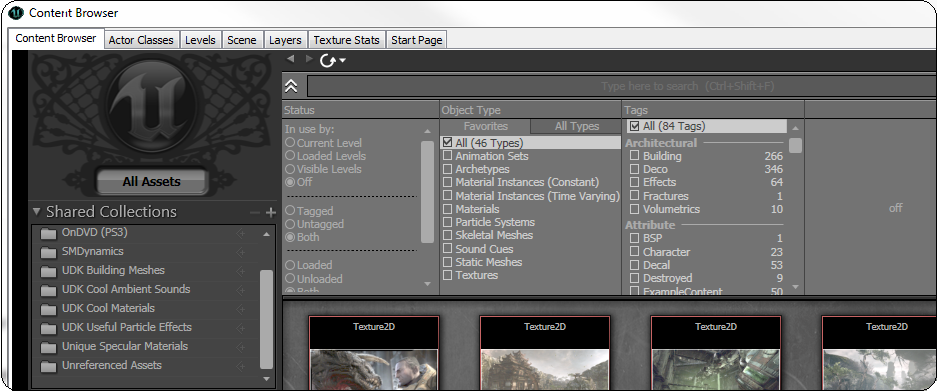 Content Browser
Content Browser Actor Classes Levels Scene Layers Texture Stats Start Page
All Assets
Shared Collections
OnDVD (PS3)
SMDynamics
UDK Building Meshes
UDK Cool Ambient Sounds
UDK Cool Materials
UDK Useful Particle Effects
Unique Specular Materials
Unreferenced Assets
Type here to search (Ctrl+Shift+F)
Status
In use by:
Current Level
Loaded Levels
Visible Levels
Off
Tagged
Untagged
Both
Loaded
Unloaded
Both
Object Type
Favorites All Types
All (46 Types)
Animation Sets
Archetypes
Material Instances (Constant)
Material Instances (Time Varying)
Materials
Particle Systems
Skeletal Meshes
Sound Cues
Static Meshes
Textures
Tags
All (84 Tags)
Architectural
Building 266
Deco 346
Effects 64
Fractures 1
Volumetrics 10
Attribute
BSP 1
Character 23
Decal 53
Destroyed 9
ExampleContent 50
off
Texture2D Texture2D Texture2D Texture2D